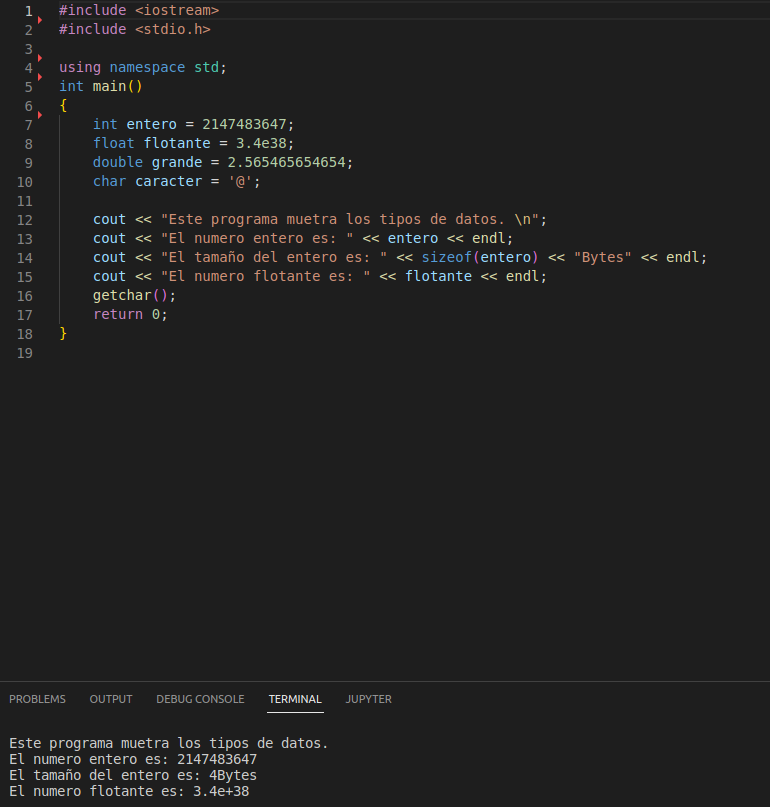 1 #include <iostream>
2 #include <stdio.h>
3
4 using namespace std;
5 int main()
6 {
7     int entero = 2147483647;
8     float flotante = 3.4e38;
9     double grande = 2.565465654654;
10     char caracter = '@';
11
12     cout << "Este programa muetra los tipos de datos. \n";
13     cout << "El numero entero es: " << entero << endl;
14     cout << "El tamaño del entero es: " << sizeof(entero) << "Bytes" << endl;
15     cout << "El numero flotante es: " << flotante << endl;
16     getchar();
17     return 0;
18 }
19
PROBLEMS OUTPUT DEBUG CONSOLE TERMINAL JUPYTER
Este programa muetra los tipos de datos.
El numero entero es: 2147483647
El tamaño del entero es: 4Bytes
El numero flotante es: 3.4e+38